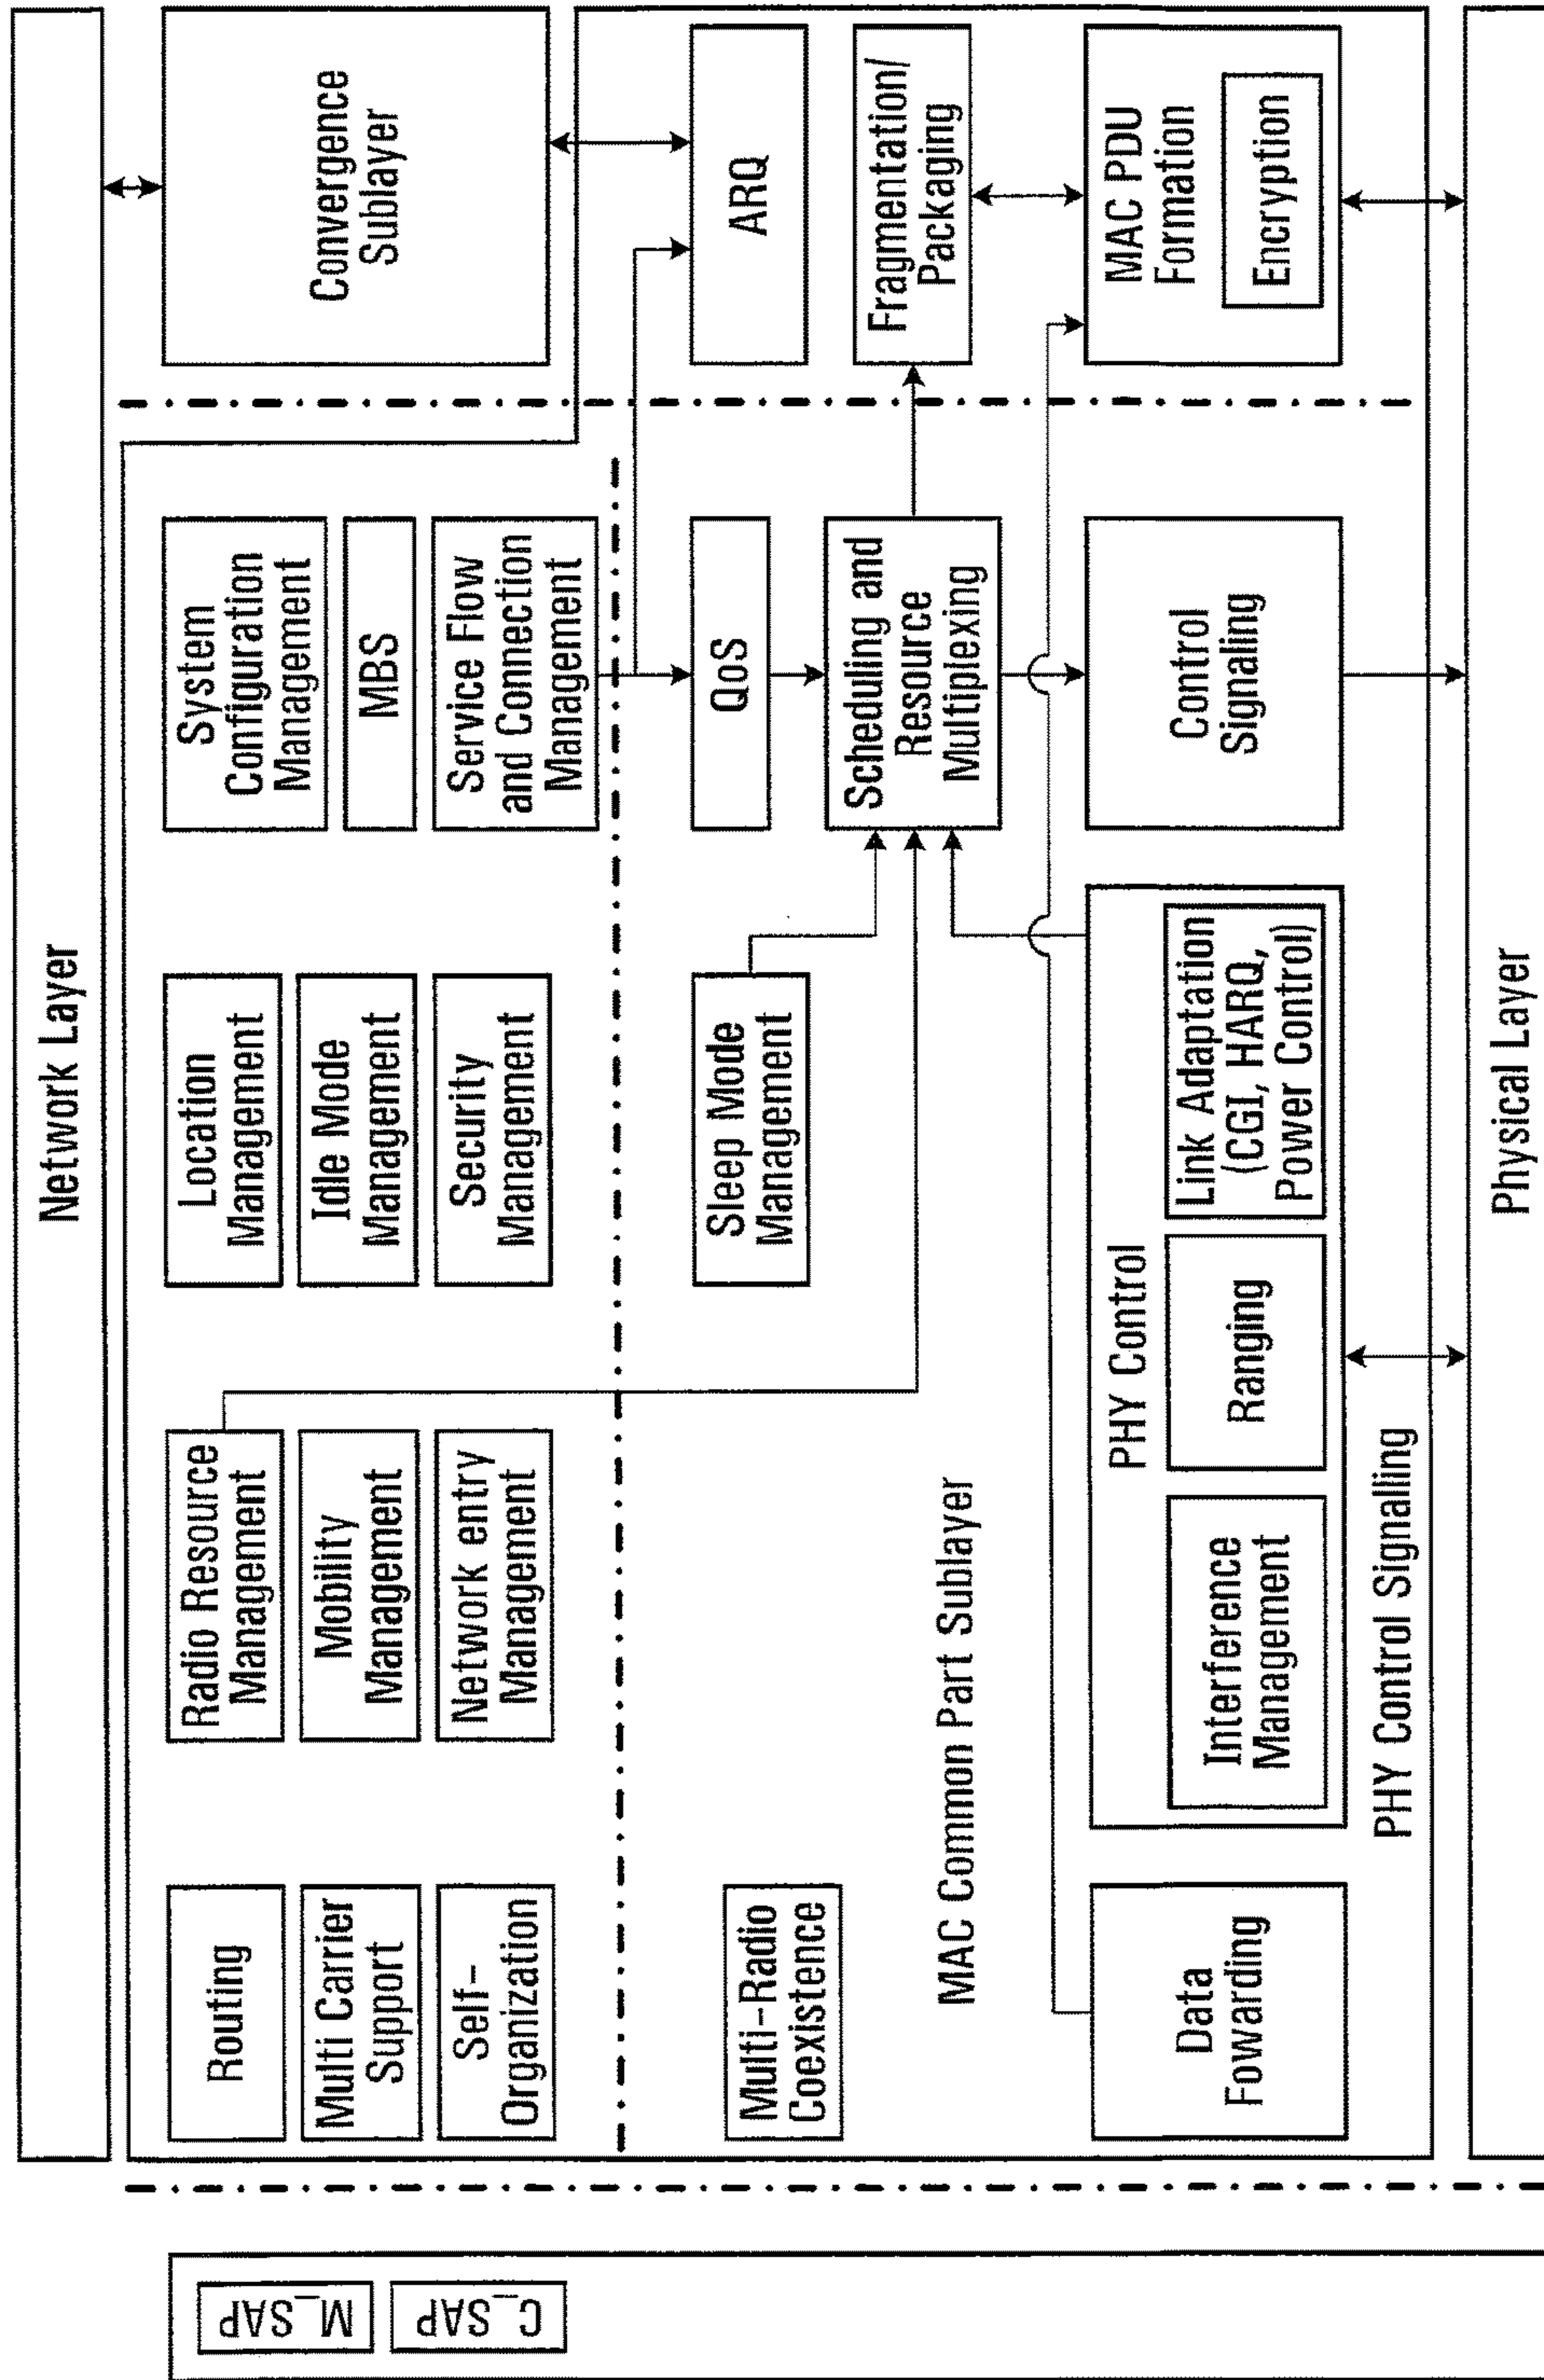 Network Layer
M_SAP
C_SAP
Routing
Multi Carrier
Support
Self-
Organization
Radio Resource
Management
Mobility
Management
Network entry
Management
Location
Management
Idle Mode
Management
Security
Management
System
Configuration
Management
MBS
Service Flow
and Connection
Management
Convergence
Sublayer
Multi-Radio
Coexistence
Sleep Mode
Management
QoS
ARQ
MAC Common Part Sublayer
Scheduling and
Resource
Multiplexing
Fragmentation/
Packaging
Data
Fowarding
PHY Control
Interference
Management
Ranging
Link Adaptation
(CGI, HARQ,
Power Control)
Control
Signaling
MAC PDU
Formation
Encryption
PHY Control Signalling
Physical Layer